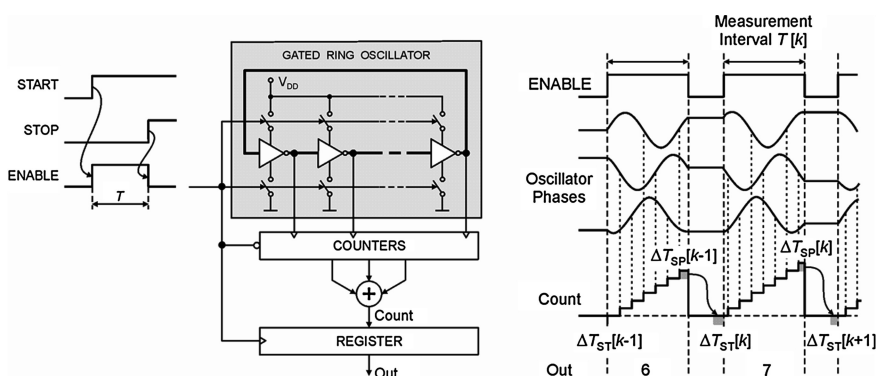 START
STOP
ENABLE
T
GATED RING OSCILLATOR
VDD
COUNTERS
+
Count
REGISTER
Out
Measurement
Interval T[k]
ENABLE
Oscillator
Phases
ΔTSP[k-1]
ΔTSP[k]
Count
ΔTST[k-1]
ΔTST[k]
ΔTST[k+1]
Out 6 7